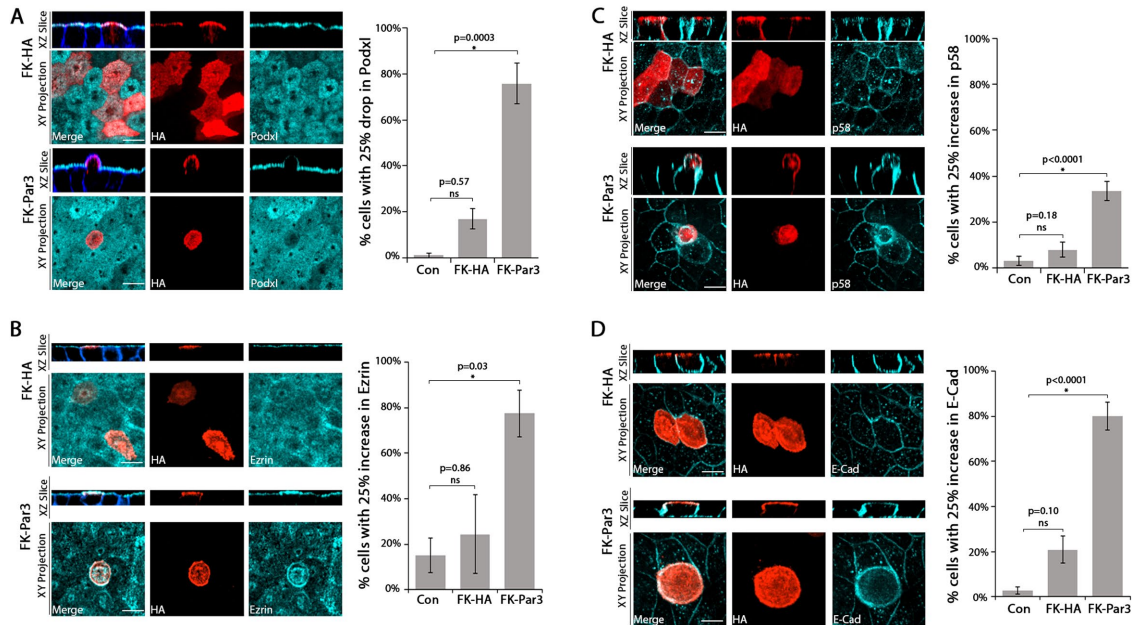 A
FK-HA
XZ Slice
XY Projection
Merge
HA
Podxl
FK-Par3
XZ Slice
XY Projection
Merge
HA
Podxl
% cells with 25% drop in Podxl
100%
80%
60%
40%
20%
0%
p=0.0003
*
p=0.57
ns
Con
FK-HA
FK-Par3
B
FK-HA
XZ Slice
XY Projection
Merge
HA
Ezrin
FK-Par3
XZ Slice
XY Projection
Merge
HA
Ezrin
% cells with 25% increase in Ezrin
100%
80%
60%
40%
20%
0%
p=0.03
*
p=0.86
ns
Con
FK-HA
FK-Par3
C
FK-HA
XZ Slice
XY Projection
Merge
HA
p58
FK-Par3
XZ Slice
XY Projection
Merge
HA
p58
% cells with 25% increase in p58
100%
80%
60%
40%
20%
0%
p<0.0001
*
p=0.18
ns
Con
FK-HA
FK-Par3
D
FK-HA
XZ Slice
XY Projection
Merge
HA
E-Cad
FK-Par3
XZ Slice
XY Projection
Merge
HA
E-Cad
% cells with 25% increase in E-Cad
100%
80%
60%
40%
20%
0%
p<0.0001
*
p=0.10
ns
Con
FK-HA
FK-Par3